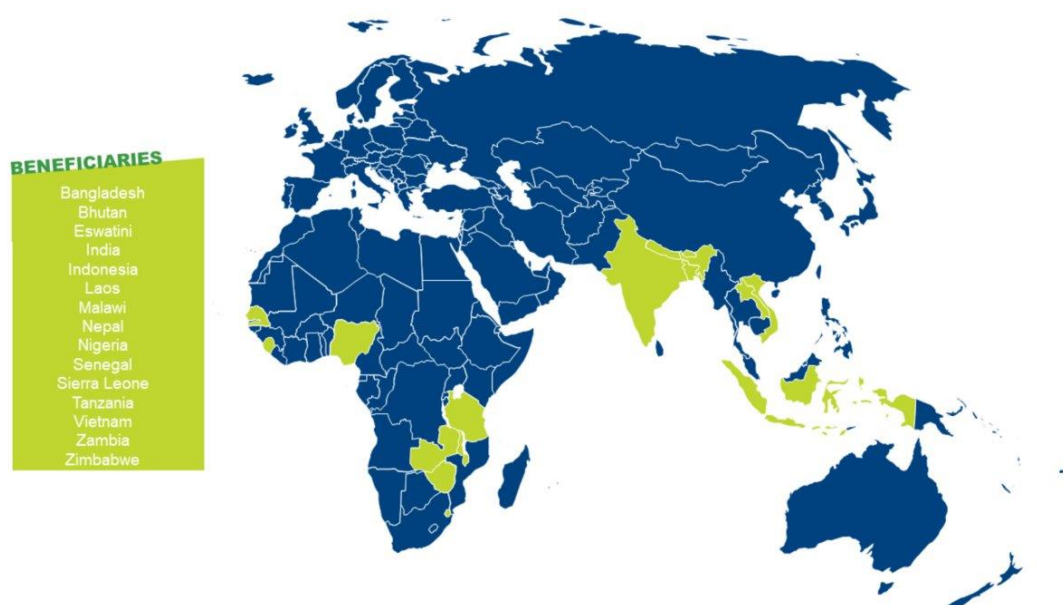 BENEFICIARIES
Bangladesh
Bhutan
Eswatini
India
Indonesia
Laos
Malawi
Nepal
Nigeria
Senegal
Sierra Leone
Tanzania
Vietnam
Zambia
Zimbabwe